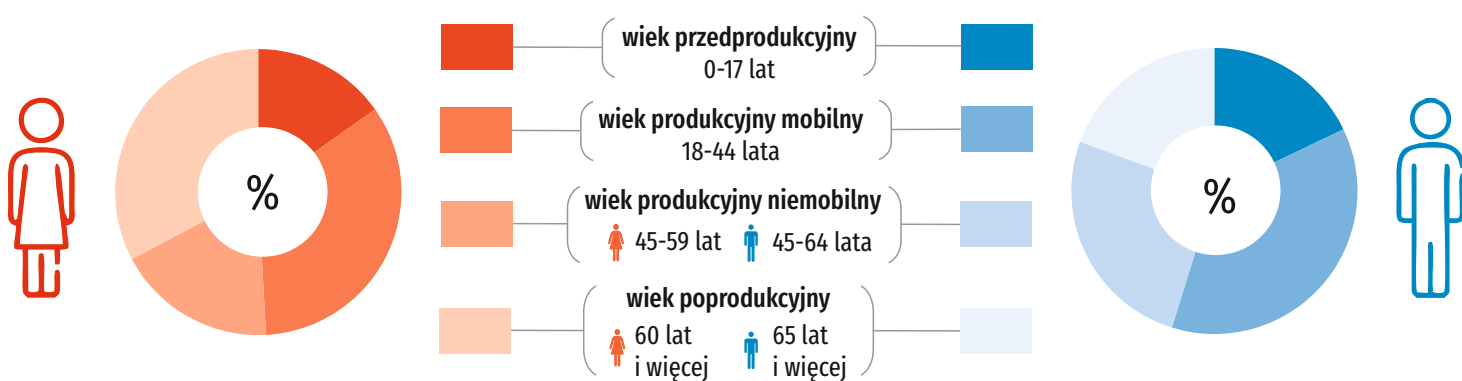 %
wiek przedprodukcyjny
0-17 lat
wiek produkcyjny mobilny
18-44 lata
wiek produkcyjny niemobilny
45-59 lat 45-64 lata
wiek poprodukcyjny
60 lat
i więcej
65 lat
i więcej
%